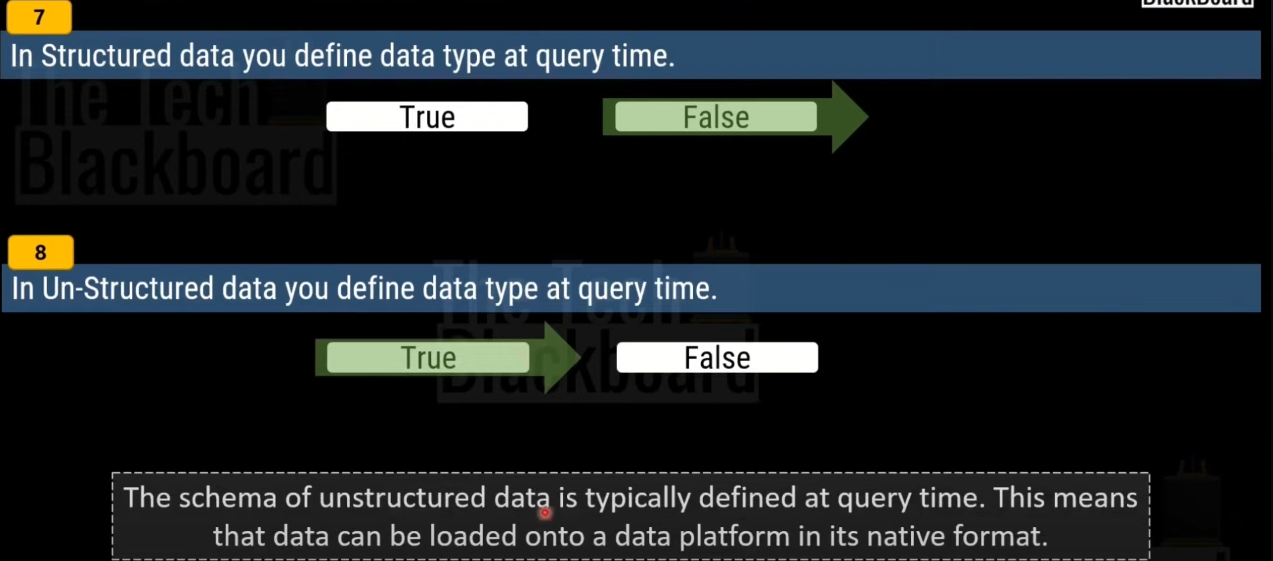 BlackBoard
7
In Structured data you define data type at query time.
The Tech
Blackboard
True
False
8
In Un-Structured data you define data type at query time.
The Tech
Blackboard
True
False
The schema of unstructured data is typically defined at query time. This means
that data can be loaded onto a data platform in its native format.